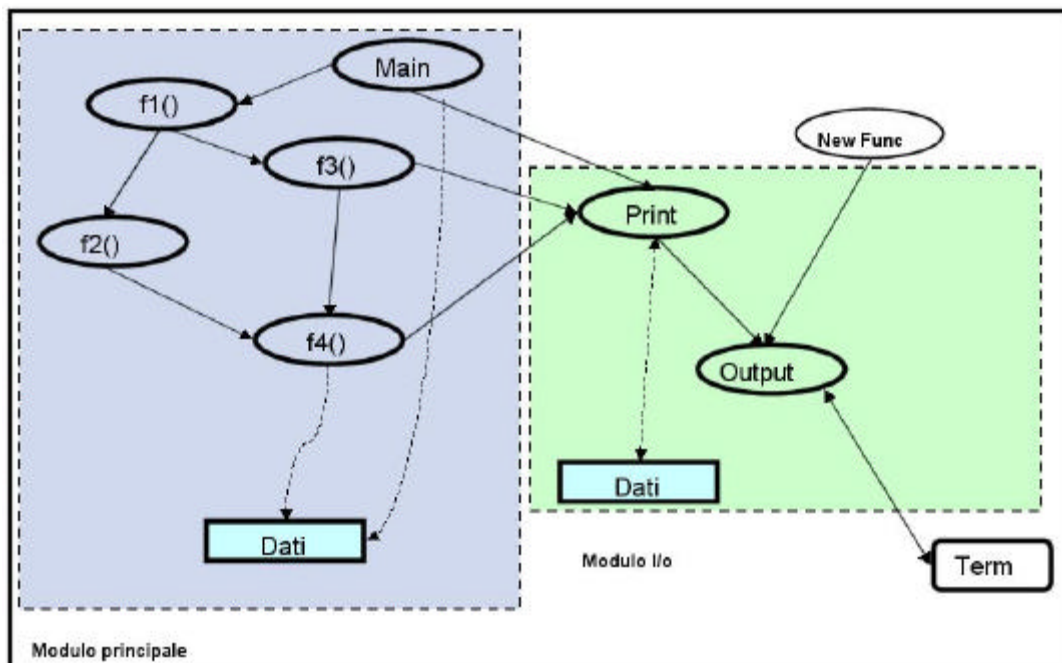 Main
f1()
New Func
f3()
Print
f2()
f4()
Output
Dati
Dati
Modulo I/o
Term
Modulo principale